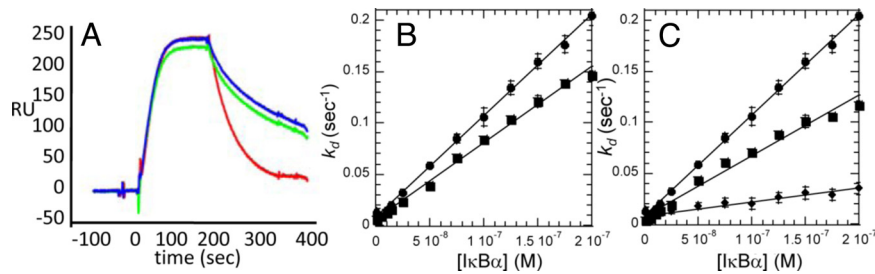 A
250
200
150
RU
100
50
0
-50
-100 0 100 200 300 400
time (sec)
B
0.2
0.15
0.1
0.05
0
k_d (sec⁻¹)
0 5 10⁻⁸ 1 10⁻⁷ 1.5 10⁻⁷ 2 10⁻⁷
[IκBα] (M)
C
0.2
0.15
0.1
0.05
0
k_d (sec⁻¹)
0 5 10⁻⁸ 1 10⁻⁷ 1.5 10⁻⁷ 2 10⁻⁷
[IκBα] (M)